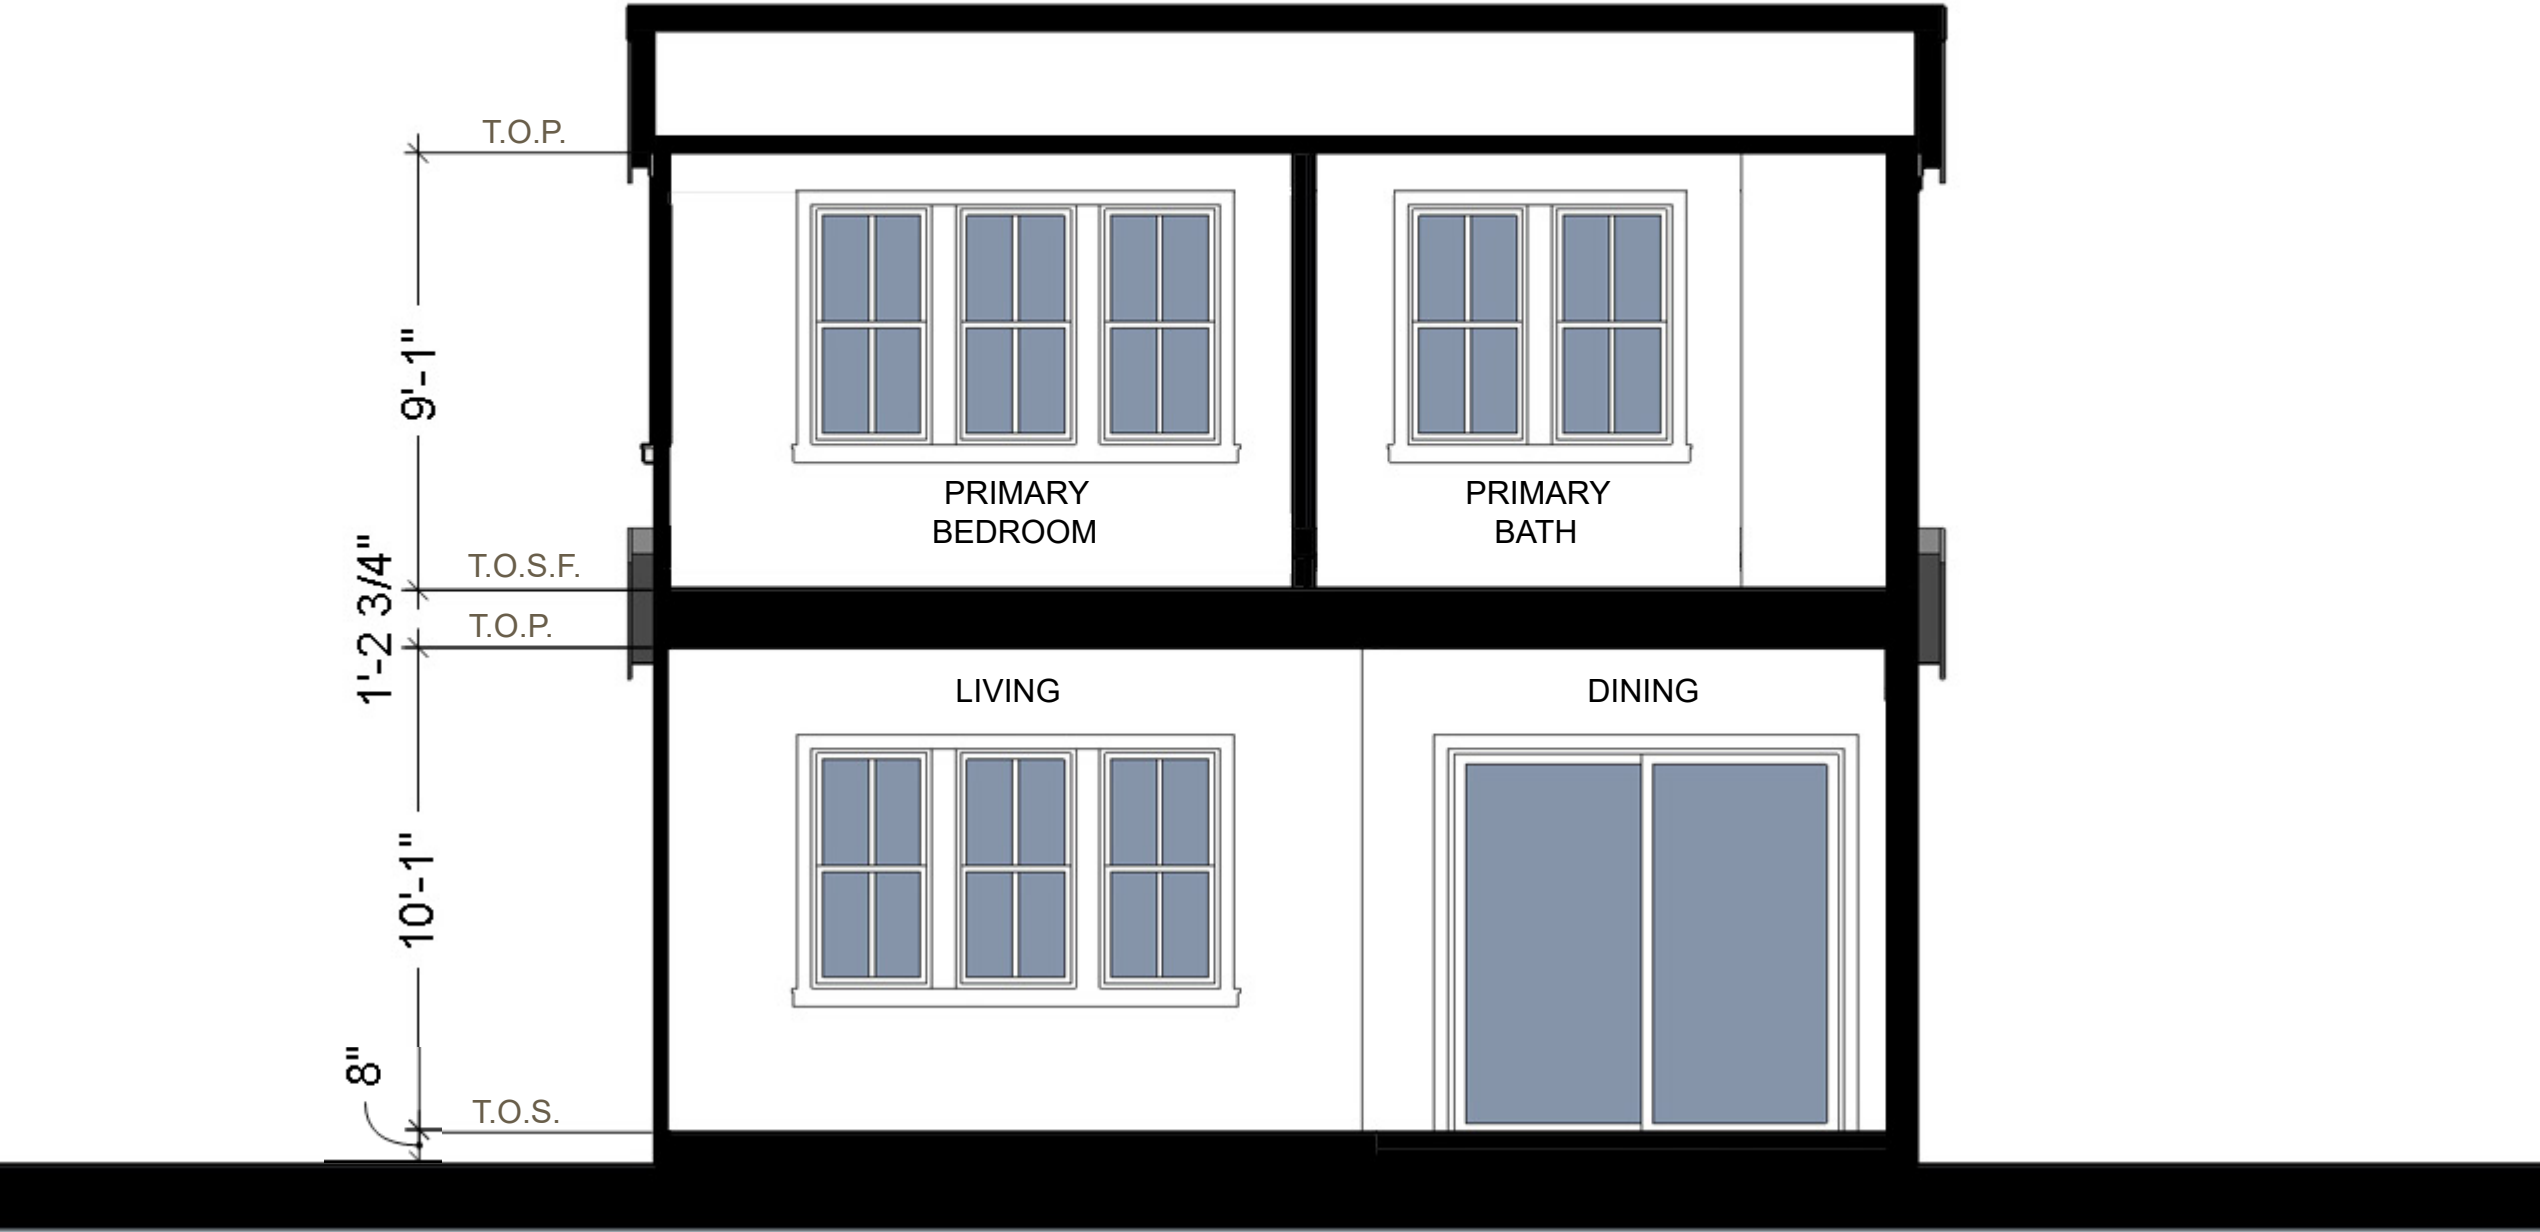 T.O.P.
9'-1"
PRIMARY
BEDROOM
PRIMARY
BATH
T.O.S.F.
1'-2 3/4"
T.O.P.
LIVING
DINING
10'-1"
8"
T.O.S.